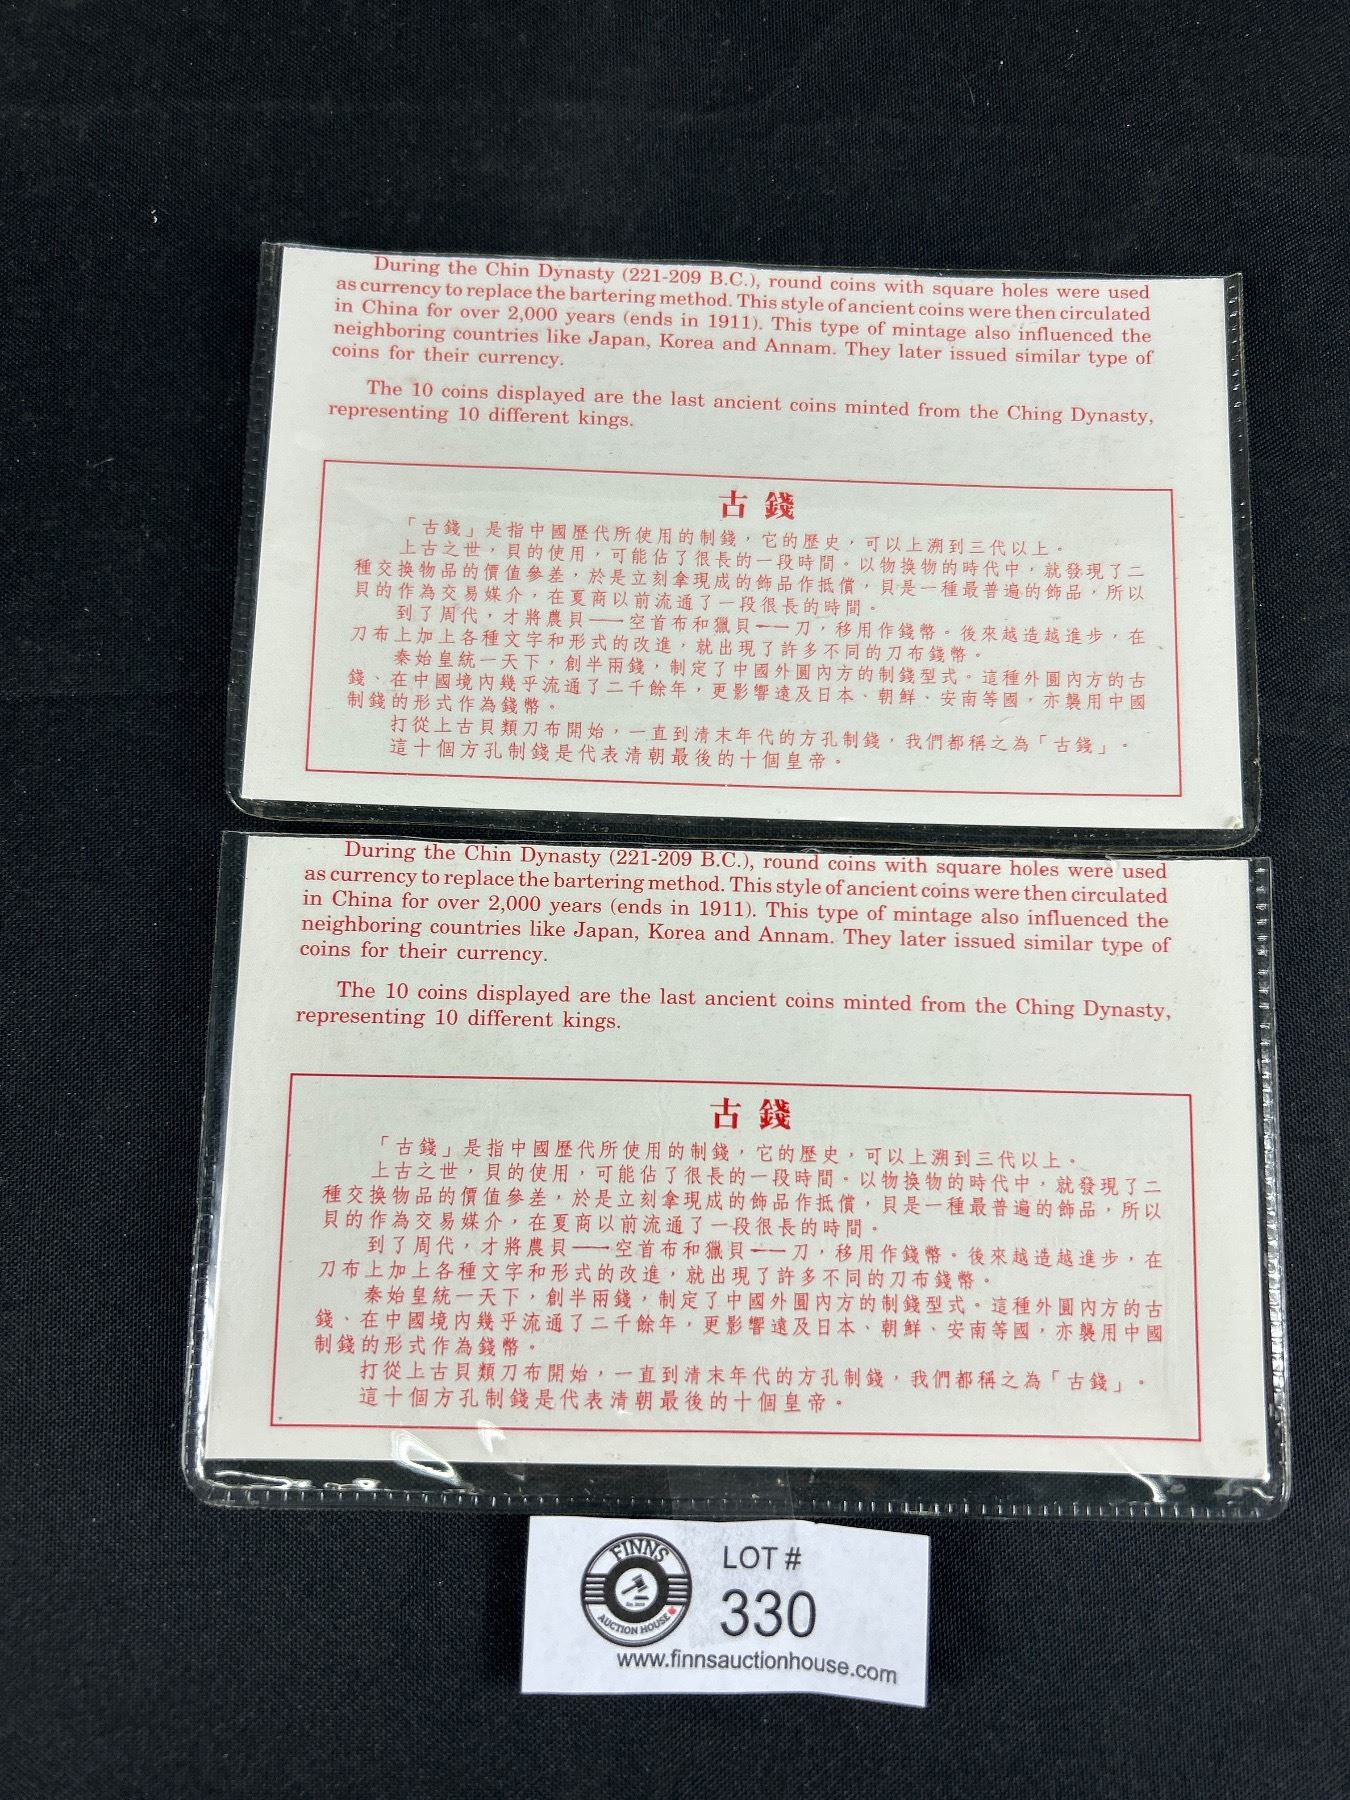 During the Chin Dynasty (221-209 B.C.), round coins with square holes were used
as currency to replace the bartering method. This style of ancient coins were then circulated
in China for over 2,000 years (ends in 1911). This type of mintage also influenced the
neighboring countries like Japan, Korea and Annam. They later issued similar type of
coins for their currency.
The 10 coins displayed are the last ancient coins minted from the Ching Dynasty,
representing 10 different kings.
古錢
「古錢」是指中國歷代所使用的制錢，它的歷史，可以上溯到三代以上。
上古之世，貝的使用，可能佔了很長的一段時間。以物換物的時代中，就發現了二
種交換物品的價值參差，於是立刻拿現成的飾品作抵償，貝是一種最普遍的飾品，所以
貝的作為交易媒介，在夏商以前流通了一段很長的時間。
到了周代，才將農貝——空首布和獵貝——刀，移用作錢幣。後來越造越進步，在
刀布上加上各種文字和形式的改進，就出現了許多不同的刀布錢幣。
秦始皇統一天下，創半兩錢，制定了中國外圓內方的制錢型式。這種外圓內方的古
錢、在中國境內幾乎流通了二千餘年，更影響遠及日本、朝鮮、安南等國，亦襲用中國
制錢的形式作為錢幣。
打從上古貝類刀布開始，一直到清末年代的方孔制錢，我們都稱之為「古錢」。
這十個方孔制錢是代表清朝最後的十個皇帝。
During the Chin Dynasty (221-209 B.C.), round coins with square holes were used
as currency to replace the bartering method. This style of ancient coins were then circulated
in China for over 2,000 years (ends in 1911). This type of mintage also influenced the
neighboring countries like Japan, Korea and Annam. They later issued similar type of
coins for their currency.
The 10 coins displayed are the last ancient coins minted from the Ching Dynasty,
representing 10 different kings.
古錢
「古錢」是指中國歷代所使用的制錢，它的歷史，可以上溯到三代以上。
上古之世，貝的使用，可能佔了很長的一段時間。以物換物的時代中，就發現了二
種交換物品的價值參差，於是立刻拿現成的飾品作抵償，貝是一種最普遍的飾品，所以
貝的作為交易媒介，在夏商以前流通了一段很長的時間。
到了周代，才將農貝——空首布和獵貝——刀，移用作錢幣。後來越造越進步，在
刀布上加上各種文字和形式的改進，就出現了許多不同的刀布錢幣。
秦始皇統一天下，創半兩錢，制定了中國外圓內方的制錢型式。這種外圓內方的古
錢、在中國境內幾乎流通了二千餘年，更影響遠及日本、朝鮮、安南等國，亦襲用中國
制錢的形式作為錢幣。
打從上古貝類刀布開始，一直到清末年代的方孔制錢，我們都稱之為「古錢」。
這十個方孔制錢是代表清朝最後的十個皇帝。
FINNS
AUCTION HOUSE
LOT #
330
www.finnsauctionhouse.com